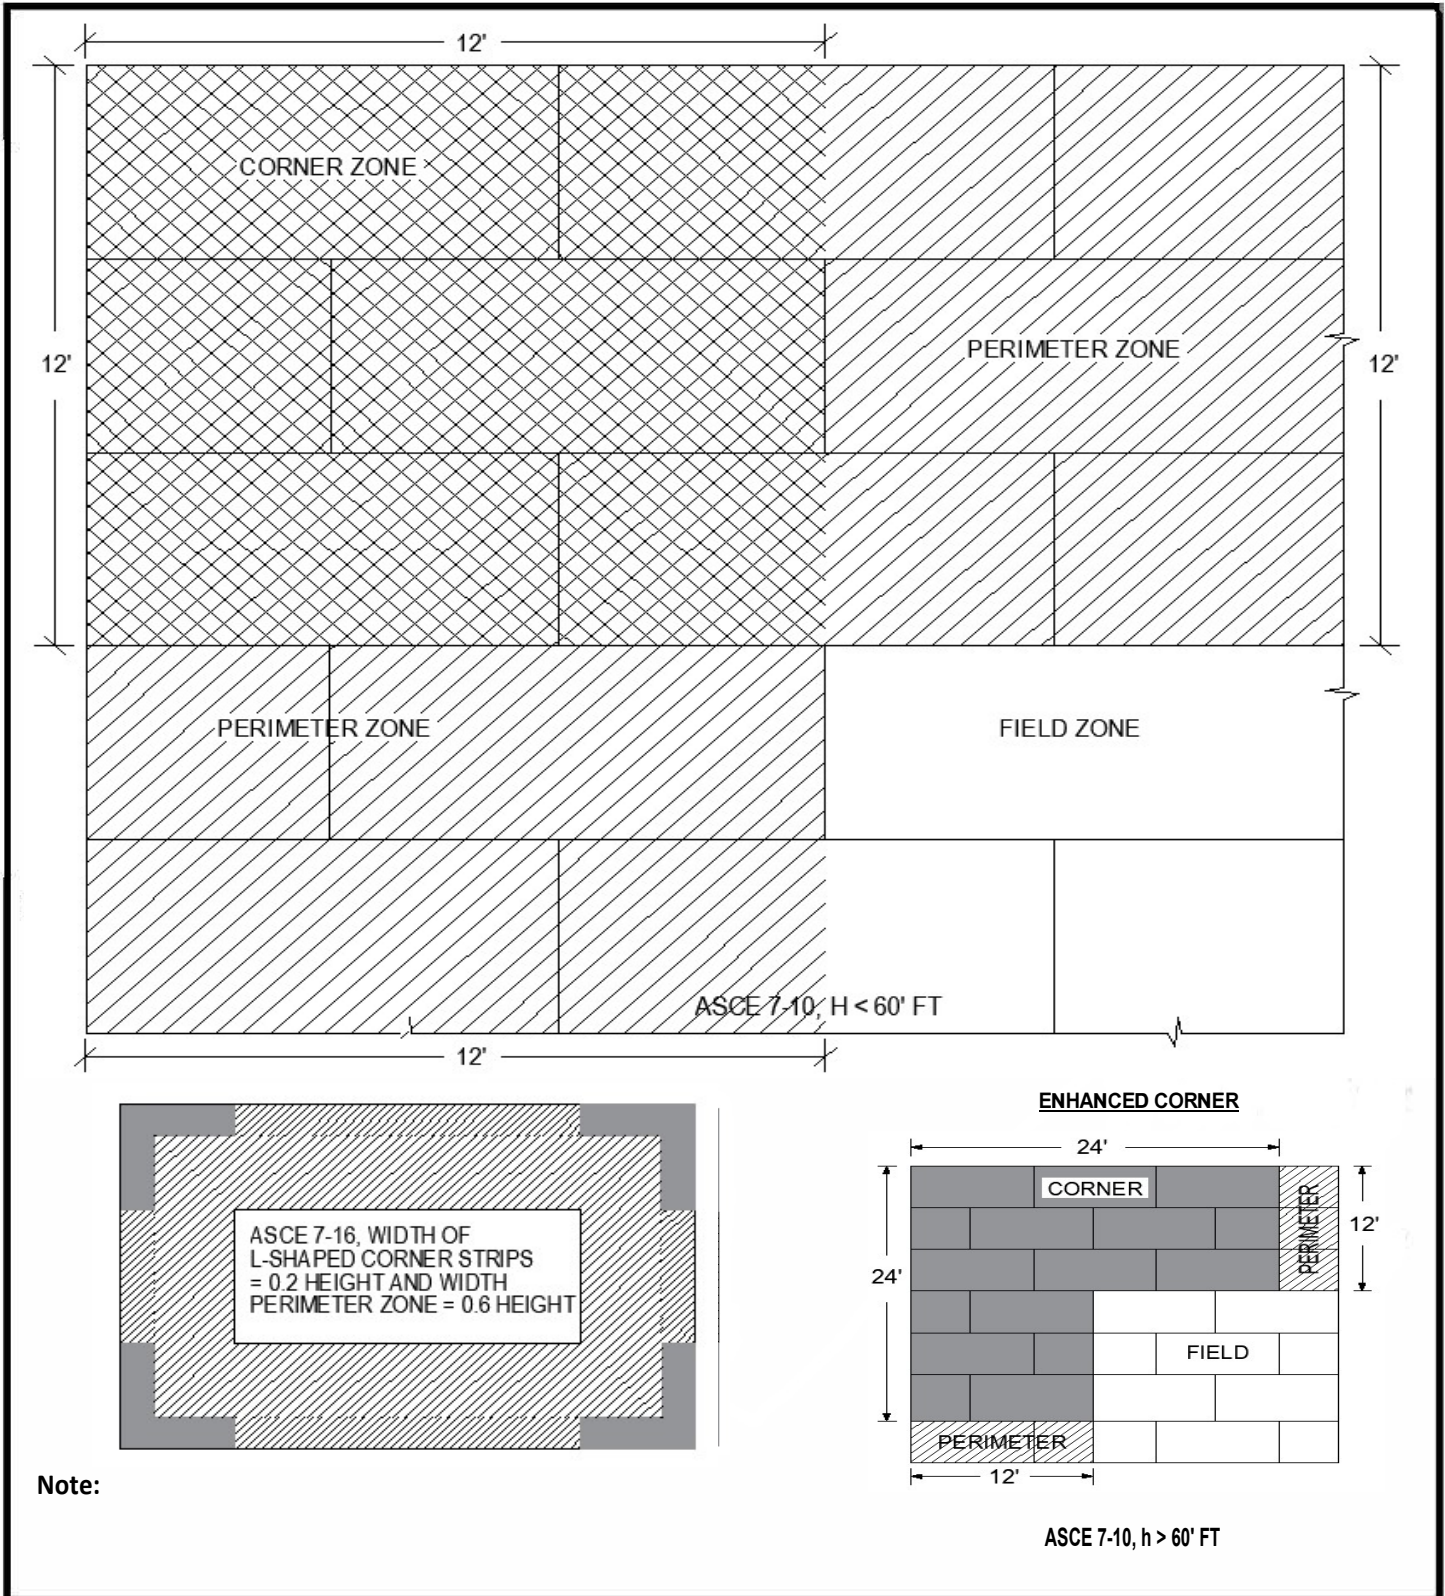 12'
CORNER ZONE
PERIMETER ZONE
12'
12'
PERIMETER ZONE
FIELD ZONE
ASCE 7-10, H < 60' FT
12'
ASCE 7-16, WIDTH OF
L-SHAPED CORNER STRIPS
= 0.2 HEIGHT AND WIDTH
PERIMETER ZONE = 0.6 HEIGHT
ENHANCED CORNER
24'
CORNER
PERIMETER
12'
24'
FIELD
PERIMETER
12'
Note:
ASCE 7-10, h > 60' FT